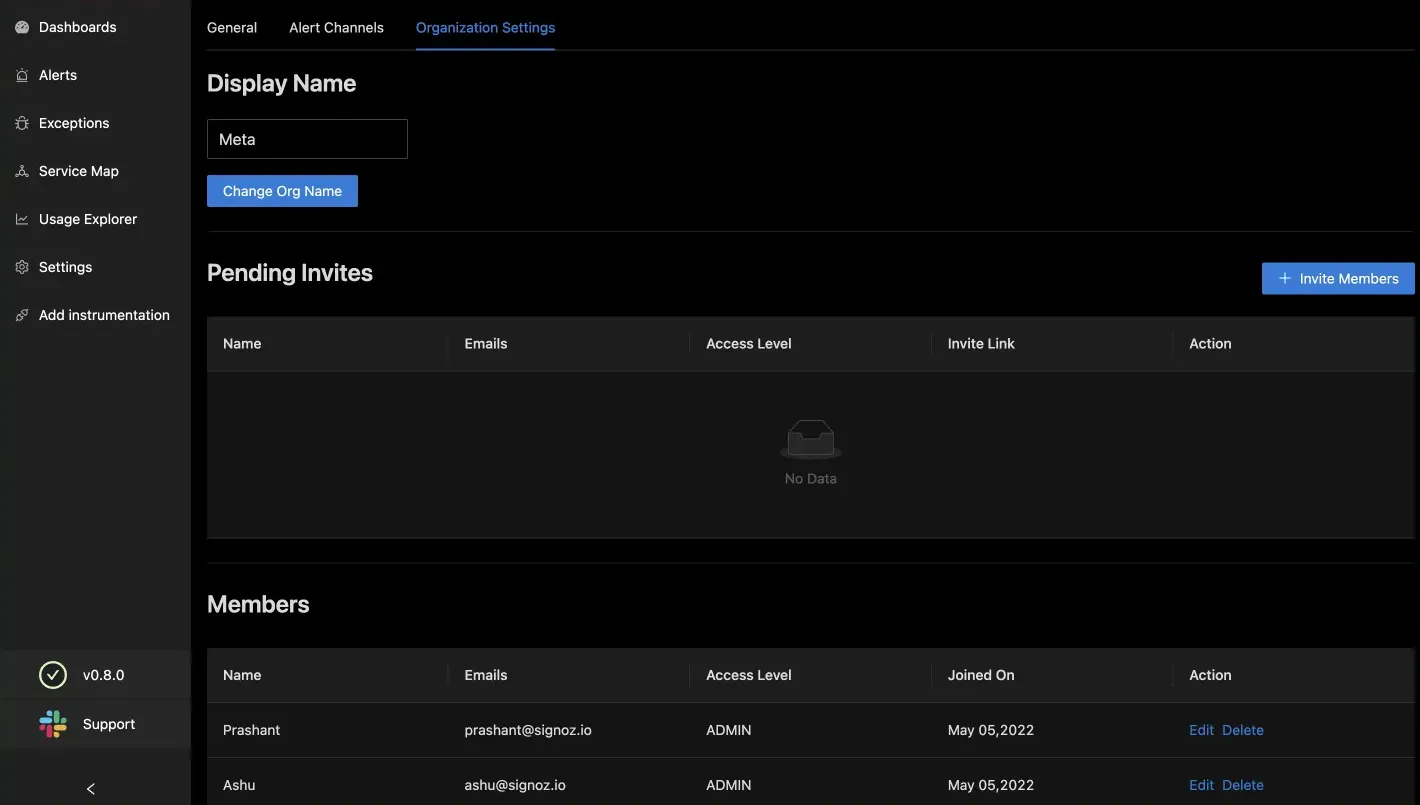 Dashboards
Alerts
Exceptions
Service Map
Usage Explorer
Settings
Add instrumentation
v0.8.0
Support
General Alert Channels Organization Settings
Display Name
Meta
Change Org Name
Pending Invites
+ Invite Members
Name Emails Access Level Invite Link Action
No Data
Members
Name Emails Access Level Joined On Action
Prashant prashant@signoz.io ADMIN May 05,2022 Edit Delete
Ashu ashu@signoz.io ADMIN May 05,2022 Edit Delete